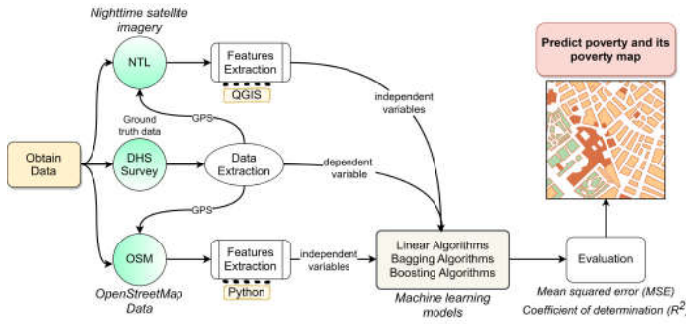 Nighttime satellite
imagery
NTL
Features
Extraction
QGIS
independent
variables
Predict poverty and its
poverty map
GPS
Ground
truth data
Obtain
Data
DHS
Survey
Data
Extraction
dependent
variable
GPS
OSM
OpenStreetMap
Data
Features
Extraction
Python
independent
variables
Linear Algorithms
Bagging Algorithms
Boosting Algorithms
Machine learning
models
Evaluation
Mean squared error (MSE)
Coefficient of determination (R²)